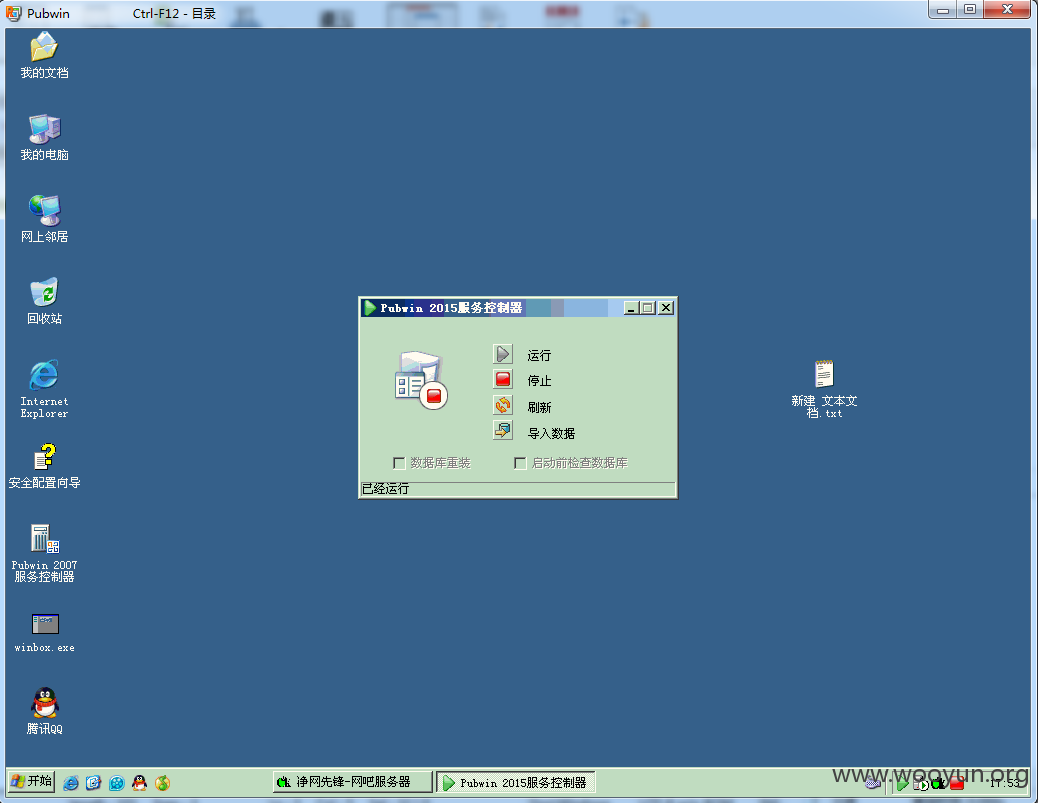 Pubwin
Ctrl-F12 - 目录
我的文档
我的电脑
网上邻居
回收站
Internet
Explorer
安全配置向导
Pubwin 2007
服务控制器
winbox.exe
腾讯QQ
Pubwin 2015服务控制器
运行
停止
刷新
导入数据
数据库重装
启动前检查数据库
已经运行
新建 文本文
档.txt
开始
净网先锋-网吧服务器
Pubwin 2015服务控制器
www.wooyun.org
17:53